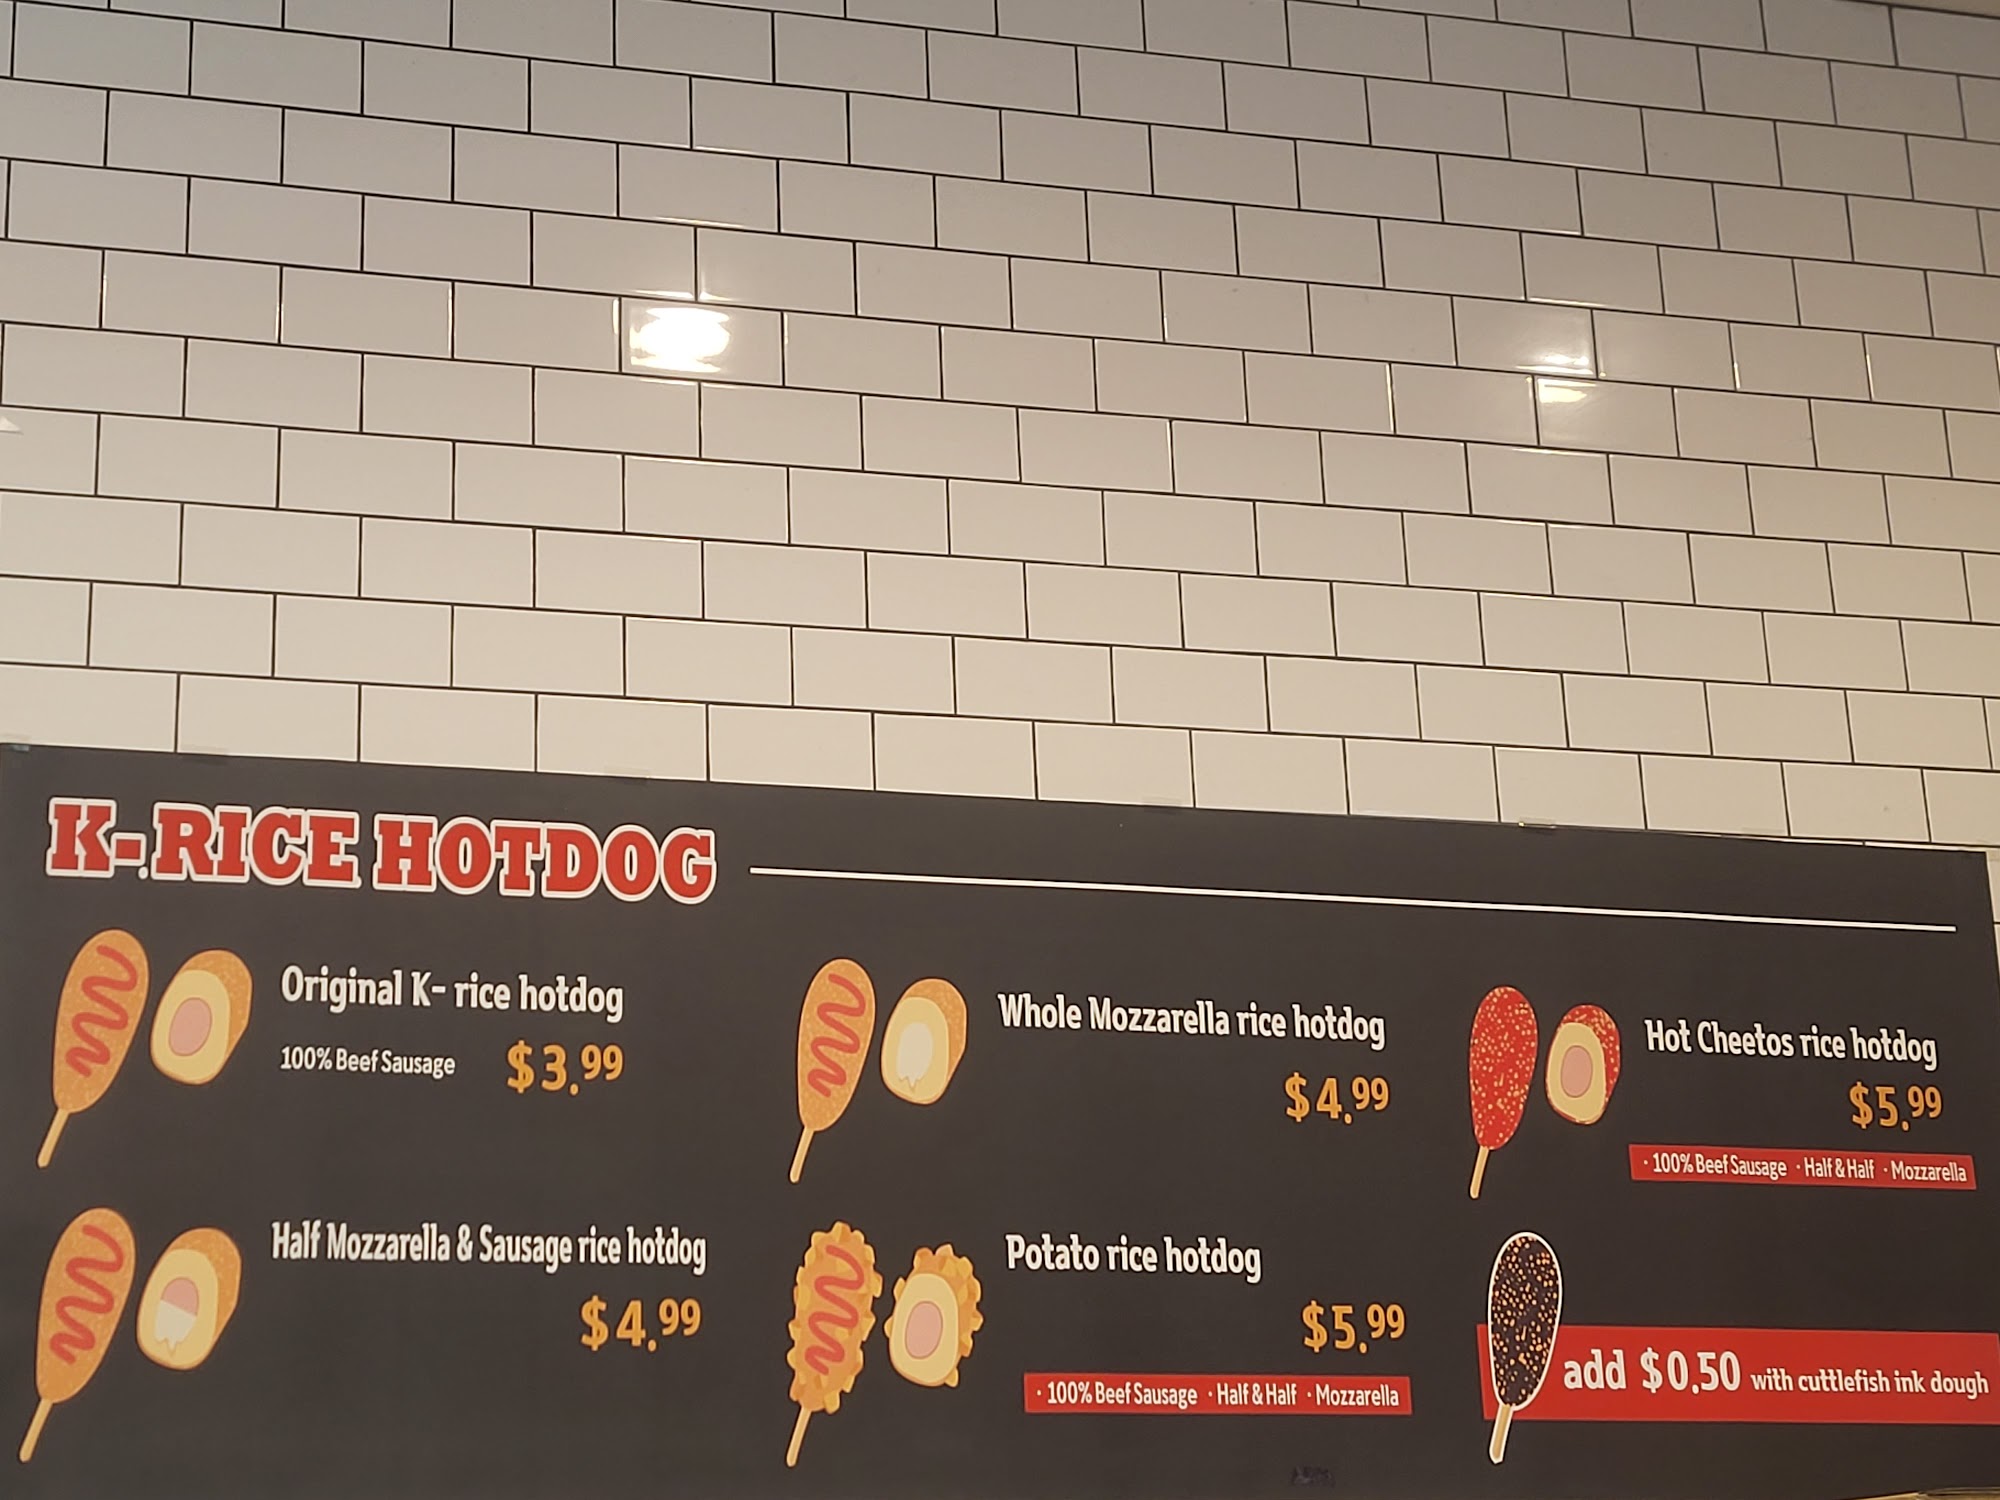 K-RICE HOTDOG
Original K- rice hotdog
100% Beef Sausage $3.99
Half Mozzarella & Sausage rice hotdog
$4.99
Whole Mozzarella rice hotdog
$4.99
Potato rice hotdog
$5.99
· 100% Beef Sausage · Half & Half · Mozzarella
Hot Cheetos rice hotdog
$5.99
· 100% Beef Sausage · Half & Half · Mozzarella
add $0.50 with cuttlefish ink dough